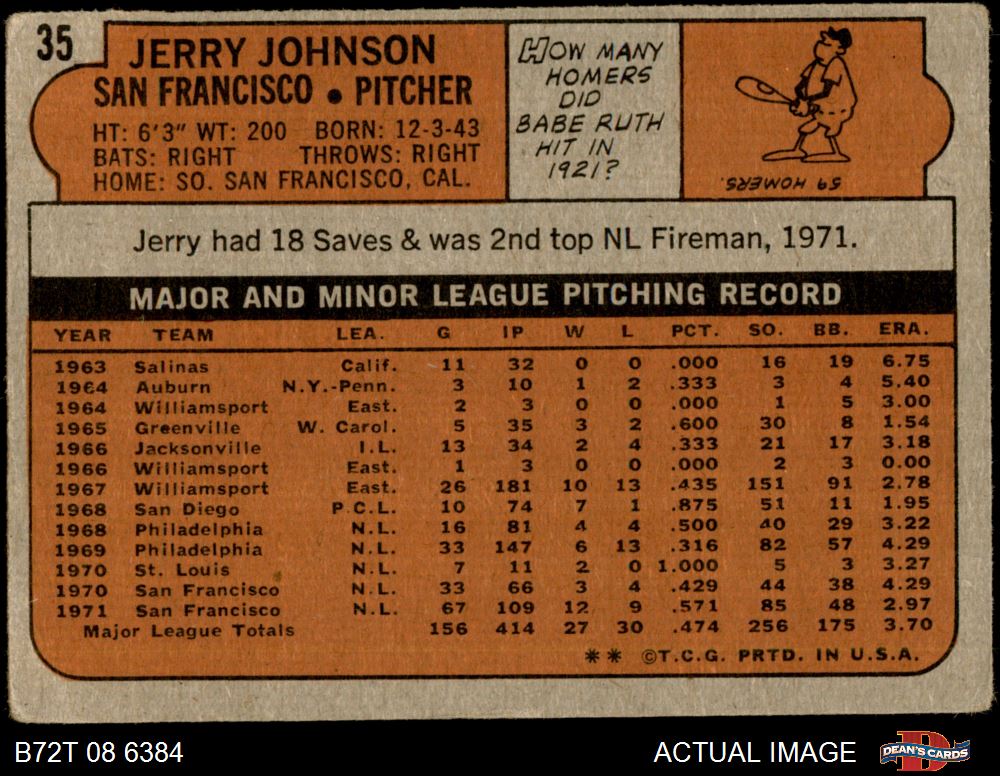 35
JERRY JOHNSON
SAN FRANCISCO • PITCHER
HT: 6'3" WT: 200 BORN: 12-3-43
BATS: RIGHT THROWS: RIGHT
HOME: SO. SAN FRANCISCO, CAL.
HOW MANY
HOMERS
DID
BABE RUTH
HIT IN
1921?
59 HOMERS.
Jerry had 18 Saves & was 2nd top NL Fireman, 1971.
MAJOR AND MINOR LEAGUE PITCHING RECORD
YEAR TEAM LEA. G IP W L PCT. SO. BB. ERA.
1963 Salinas Calif. 11 32 0 0 .000 16 19 6.75
1964 Auburn N.Y.-Penn. 3 10 1 2 .333 3 4 5.40
1964 Williamsport East. 2 3 0 0 .000 1 5 3.00
1965 Greenville W. Carol. 5 35 3 2 .600 30 8 1.54
1966 Jacksonville I.L. 13 34 2 4 .333 21 17 3.18
1966 Williamsport East. 1 3 0 0 .000 2 3 0.00
1967 Williamsport East. 26 181 10 13 .435 151 91 2.78
1968 San Diego P.C.L. 10 74 7 1 .875 51 11 1.95
1968 Philadelphia N.L. 16 81 4 4 .500 40 29 3.22
1969 Philadelphia N.L. 33 147 6 13 .316 82 57 4.29
1970 St. Louis N.L. 7 11 2 0 1.000 5 3 3.27
1970 San Francisco N.L. 33 66 3 4 .429 44 38 4.29
1971 San Francisco N.L. 67 109 12 9 .571 85 48 2.97
Major League Totals 156 414 27 30 .474 256 175 3.70
** ©T.C.G. PRTD. IN U.S.A.
B72T 08 6384 ACTUAL IMAGE DEAN'S CARDS